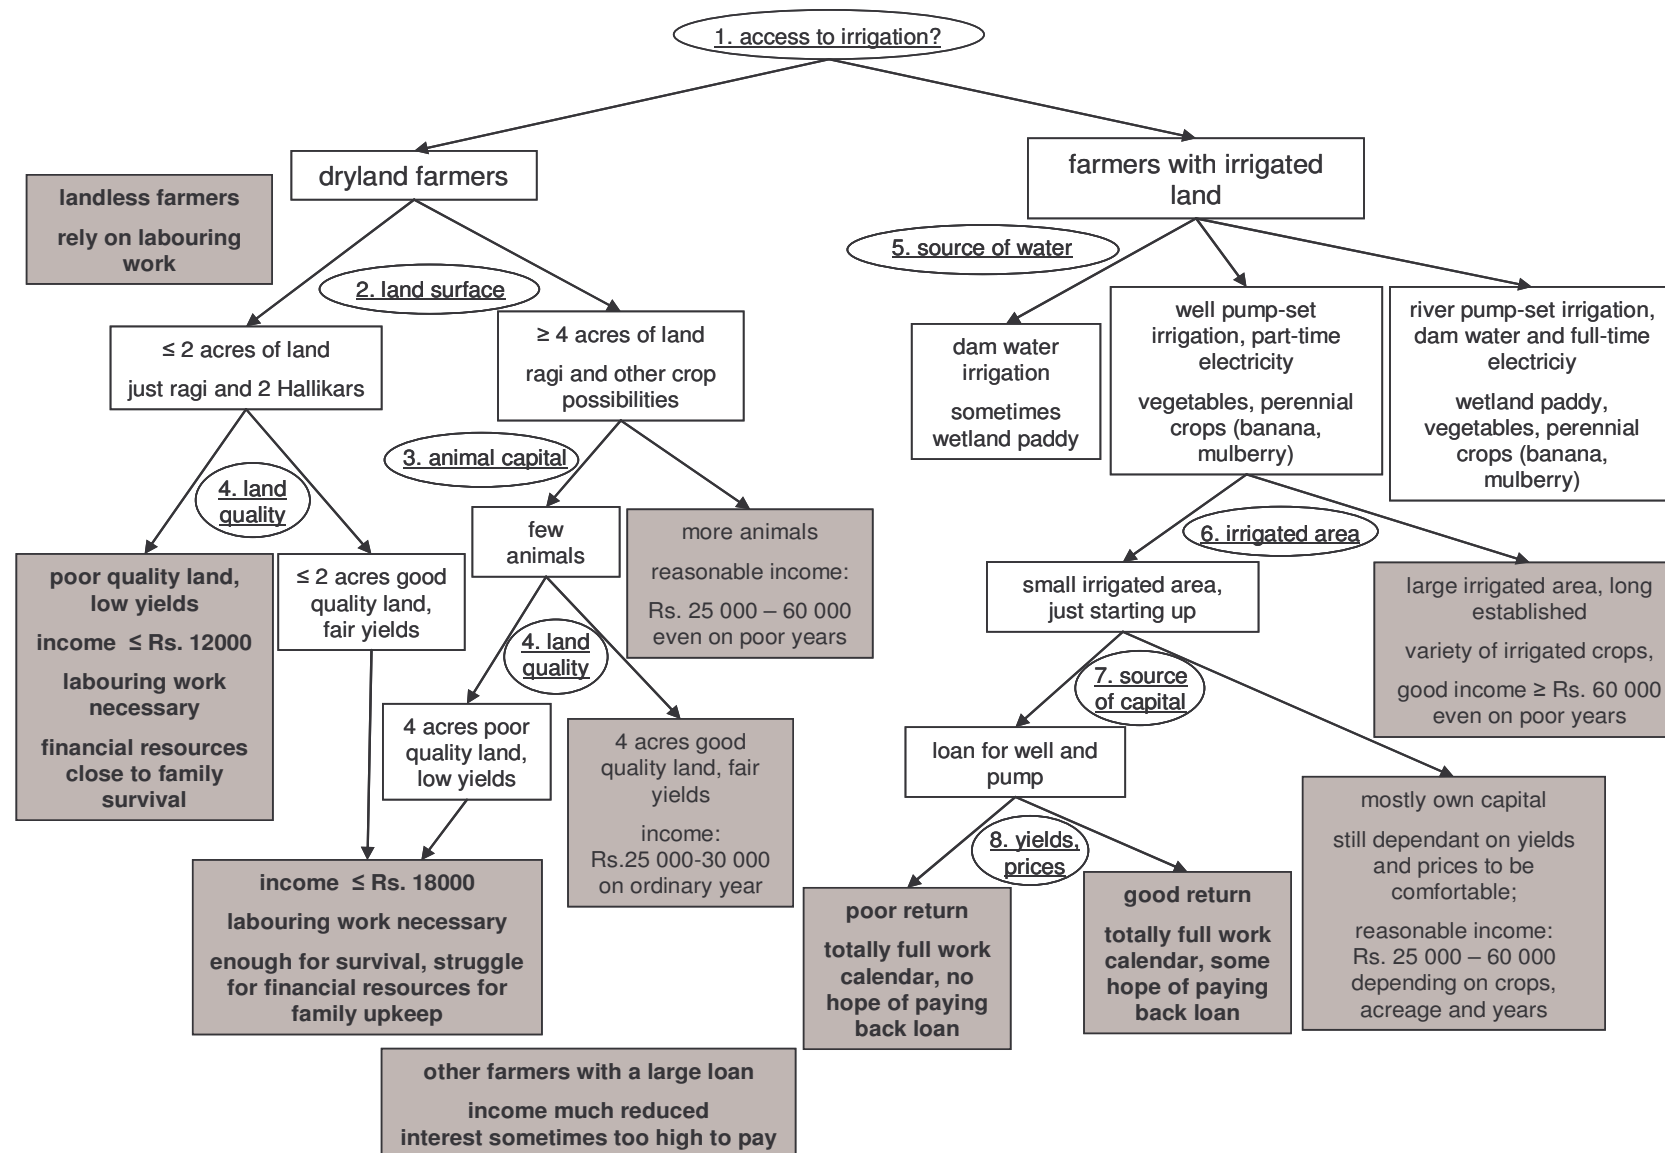 1. access to irrigation?
dryland farmers
farmers with irrigated
land
landless farmers
rely on labouring
work
5. source of water
2. land surface
≤ 2 acres of land
just ragi and 2 Hallikars
≥ 4 acres of land
ragi and other crop
possibilities
dam water
irrigation
sometimes
wetland paddy
well pump-set
irrigation, part-time
electricity
vegetables, perennial
crops (banana,
mulberry)
river pump-set irrigation,
dam water and full-time
electriciy
wetland paddy,
vegetables, perennial
crops (banana,
mulberry)
3. animal capital
4. land
quality
few
animals
more animals
reasonable income:
Rs. 25 000 – 60 000
even on poor years
6. irrigated area
poor quality land,
low yields
income ≤ Rs. 12000
labouring work
necessary
financial resources
close to family
survival
≤ 2 acres good
quality land,
fair yields
4. land
quality
small irrigated area,
just starting up
large irrigated area, long
established
variety of irrigated crops,
good income ≥ Rs. 60 000
even on poor years
7. source
of capital
4 acres poor
quality land,
low yields
4 acres good
quality land, fair
yields
income:
Rs.25 000-30 000
on ordinary year
loan for well and
pump
mostly own capital
still dependant on yields
and prices to be
comfortable;
reasonable income:
Rs. 25 000 – 60 000
depending on crops,
acreage and years
8. yields,
prices
income ≤ Rs. 18000
labouring work necessary
enough for survival, struggle
for financial resources for
family upkeep
poor return
totally full work
calendar, no
hope of paying
back loan
good return
totally full work
calendar, some
hope of paying
back loan
other farmers with a large loan
income much reduced
interest sometimes too high to pay